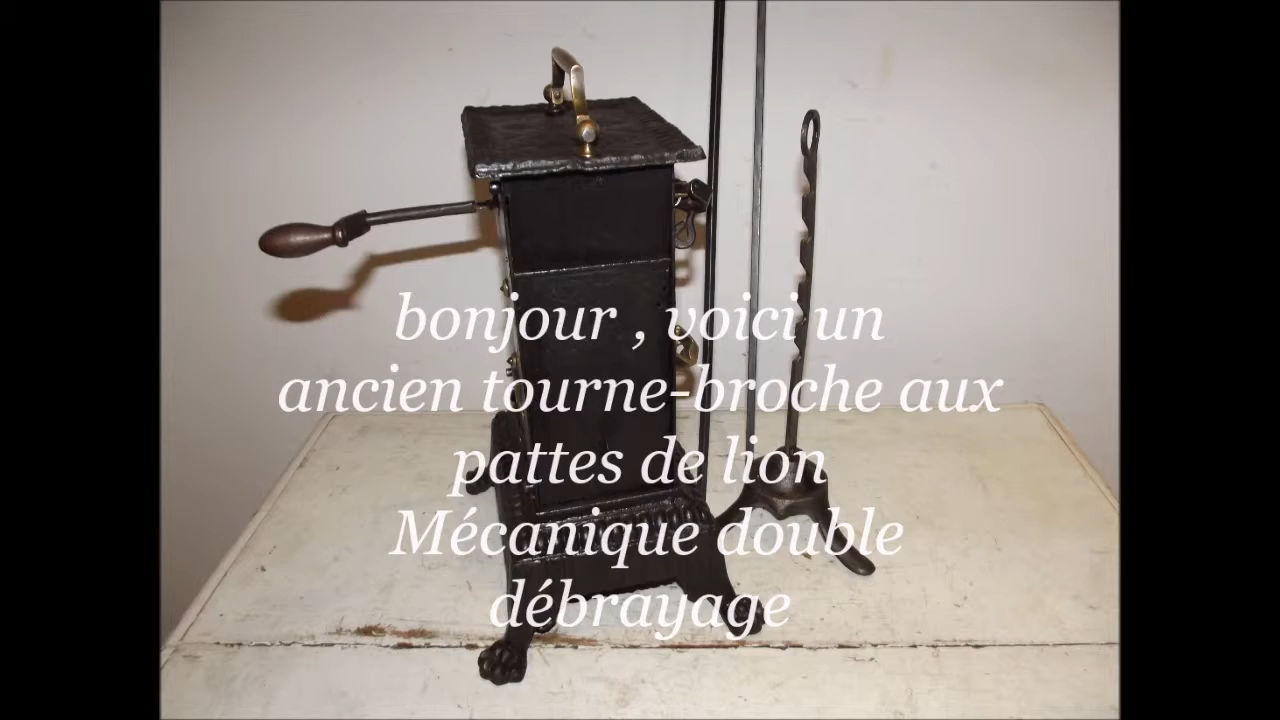 bonjour , voici un
ancien tourne-broche aux
pattes de lion
Mécanique double
débrayage